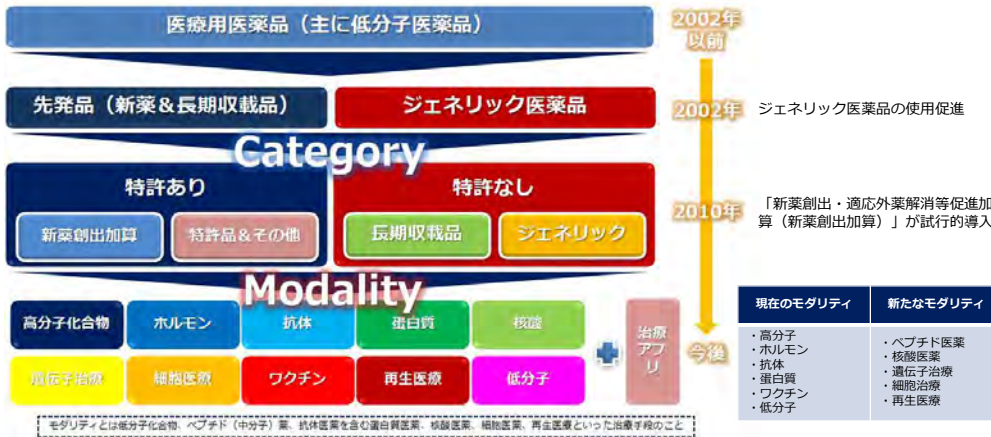 医療用医薬品（主に低分子医薬品）
2002年
以前
先発品（新薬＆長期収載品）
ジェネリック医薬品
2002年
ジェネリック医薬品の使用促進
Category
特許あり
特許なし
新薬創出加算
特許品＆その他
長期収載品
ジェネリック
2010年
「新薬創出・適応外薬解消等促進加
算（新薬創出加算）」が試行的導入
Modality
高分子化合物
ホルモン
抗体
蛋白質
核酸
遺伝子治療
細胞医療
ワクチン
再生医療
低分子
治療
アプ
リ
今後
現在のモダリティ
新たなモダリティ
・高分子
・ホルモン
・抗体
・蛋白質
・ワクチン
・低分子
・ペプチド医薬
・核酸医薬
・遺伝子治療
・細胞治療
・再生医療
モダリティとは低分子化合物、ペプチド（中分子）薬、抗体医薬を含む蛋白質医薬、核酸医薬、細胞医薬、再生医療といった治療手段のこと